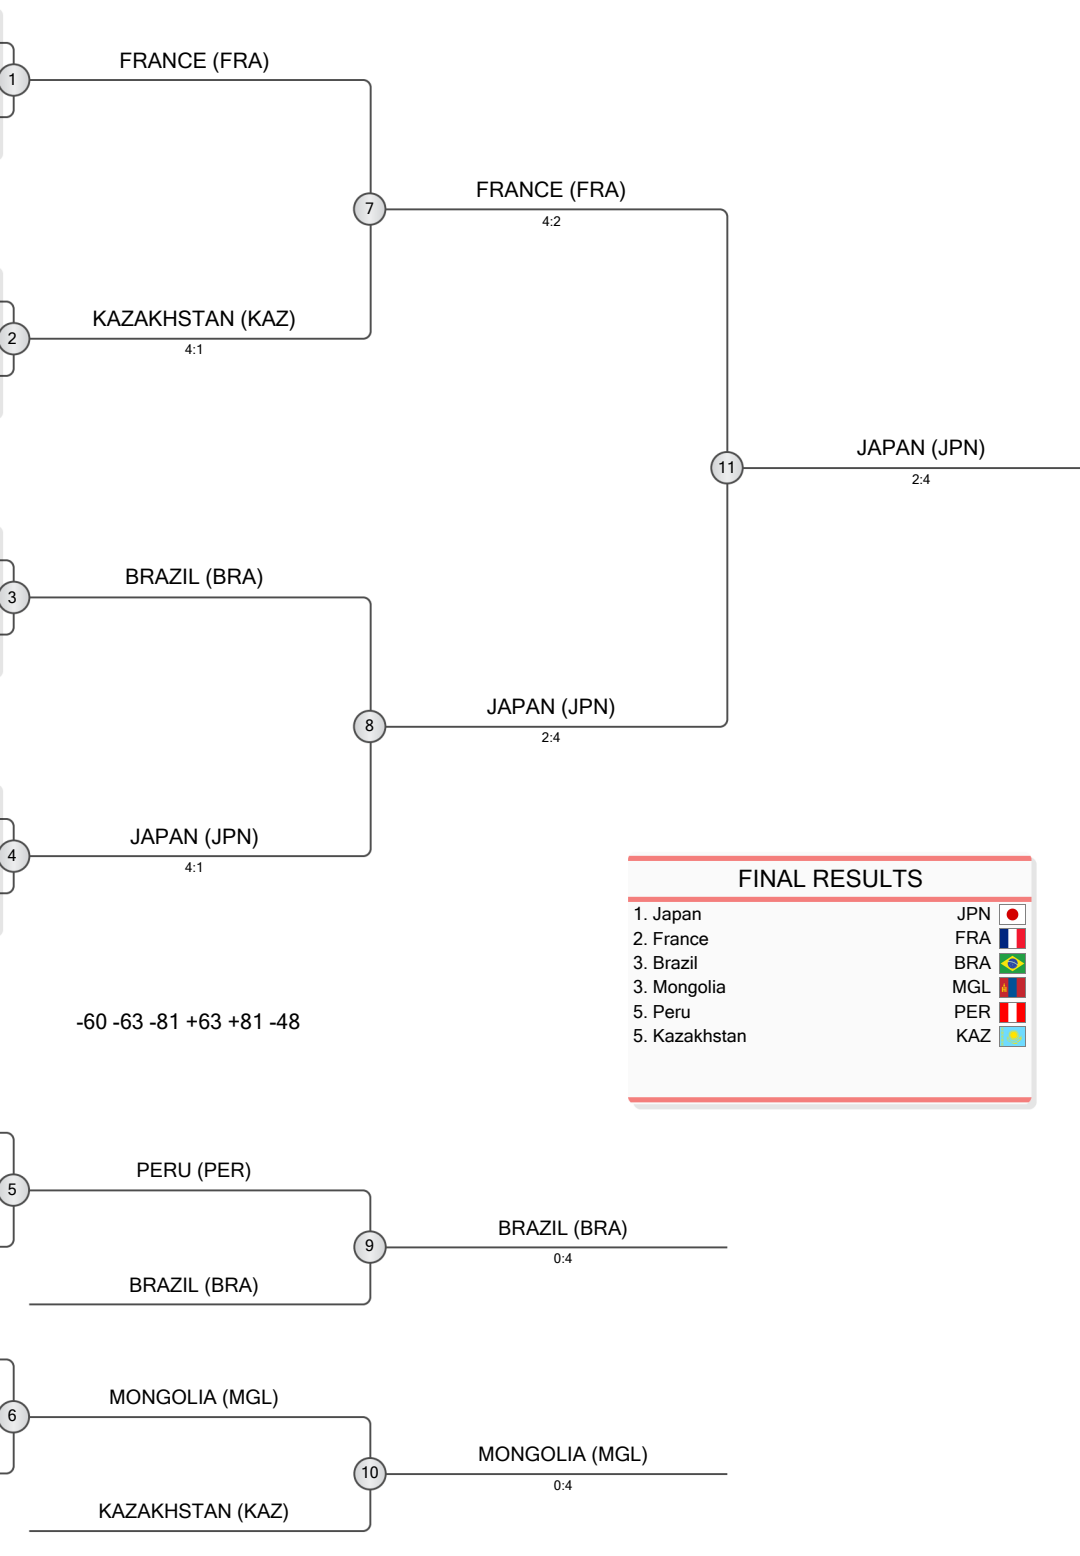 FRANCE (FRA)
1
7
FRANCE (FRA)
4:2
KAZAKHSTAN (KAZ)
2
4:1
11
JAPAN (JPN)
2:4
BRAZIL (BRA)
3
8
JAPAN (JPN)
2:4
JAPAN (JPN)
4
4:1
FINAL RESULTS
1. Japan JPN
2. France FRA
3. Brazil BRA
3. Mongolia MGL
5. Peru PER
5. Kazakhstan KAZ
-60 -63 -81 +63 +81 -48
PERU (PER)
5
9
BRAZIL (BRA)
0:4
BRAZIL (BRA)
MONGOLIA (MGL)
6
10
MONGOLIA (MGL)
0:4
KAZAKHSTAN (KAZ)